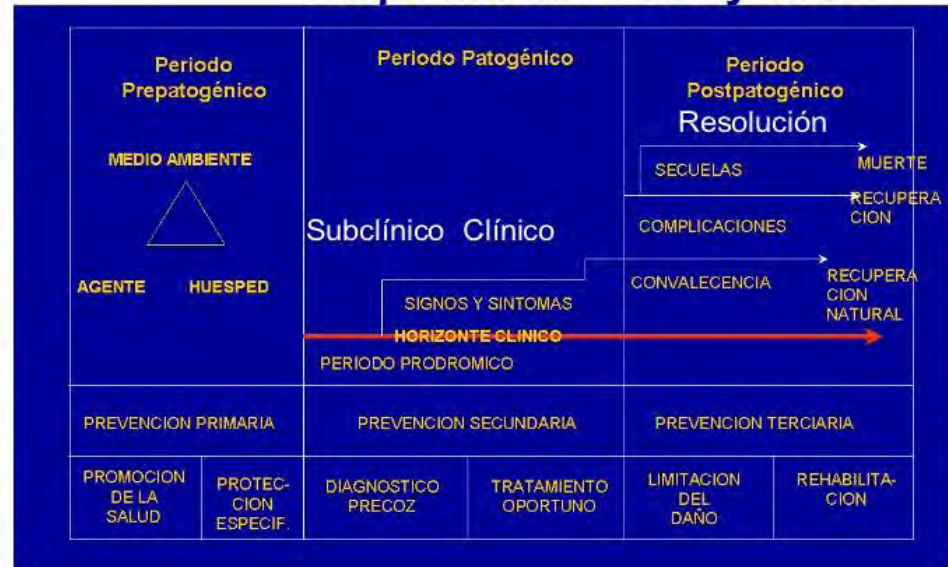 Periodo
Prepatogénico
Periodo Patogénico
Periodo
Postpatogénico
Resolución
MEDIO AMBIENTE
AGENTE HUESPED
Subclínico Clínico
SIGNOS Y SINTOMAS
HORIZONTE CLINICO
PERIODO PRODROMICO
SECUELAS
MUERTE
RECUPERA
CION
COMPLICACIONES
CONVALECENCIA
RECUPERA
CION
NATURAL
PREVENCION PRIMARIA
PREVENCION SECUNDARIA
PREVENCION TERCIARIA
PROMOCION
DE LA
SALUD
PROTEC-
CION
ESPECIF.
DIAGNOSTICO
PRECOZ
TRATAMIENTO
OPORTUNO
LIMITACION
DEL
DAÑO
REHABILITA-
CION